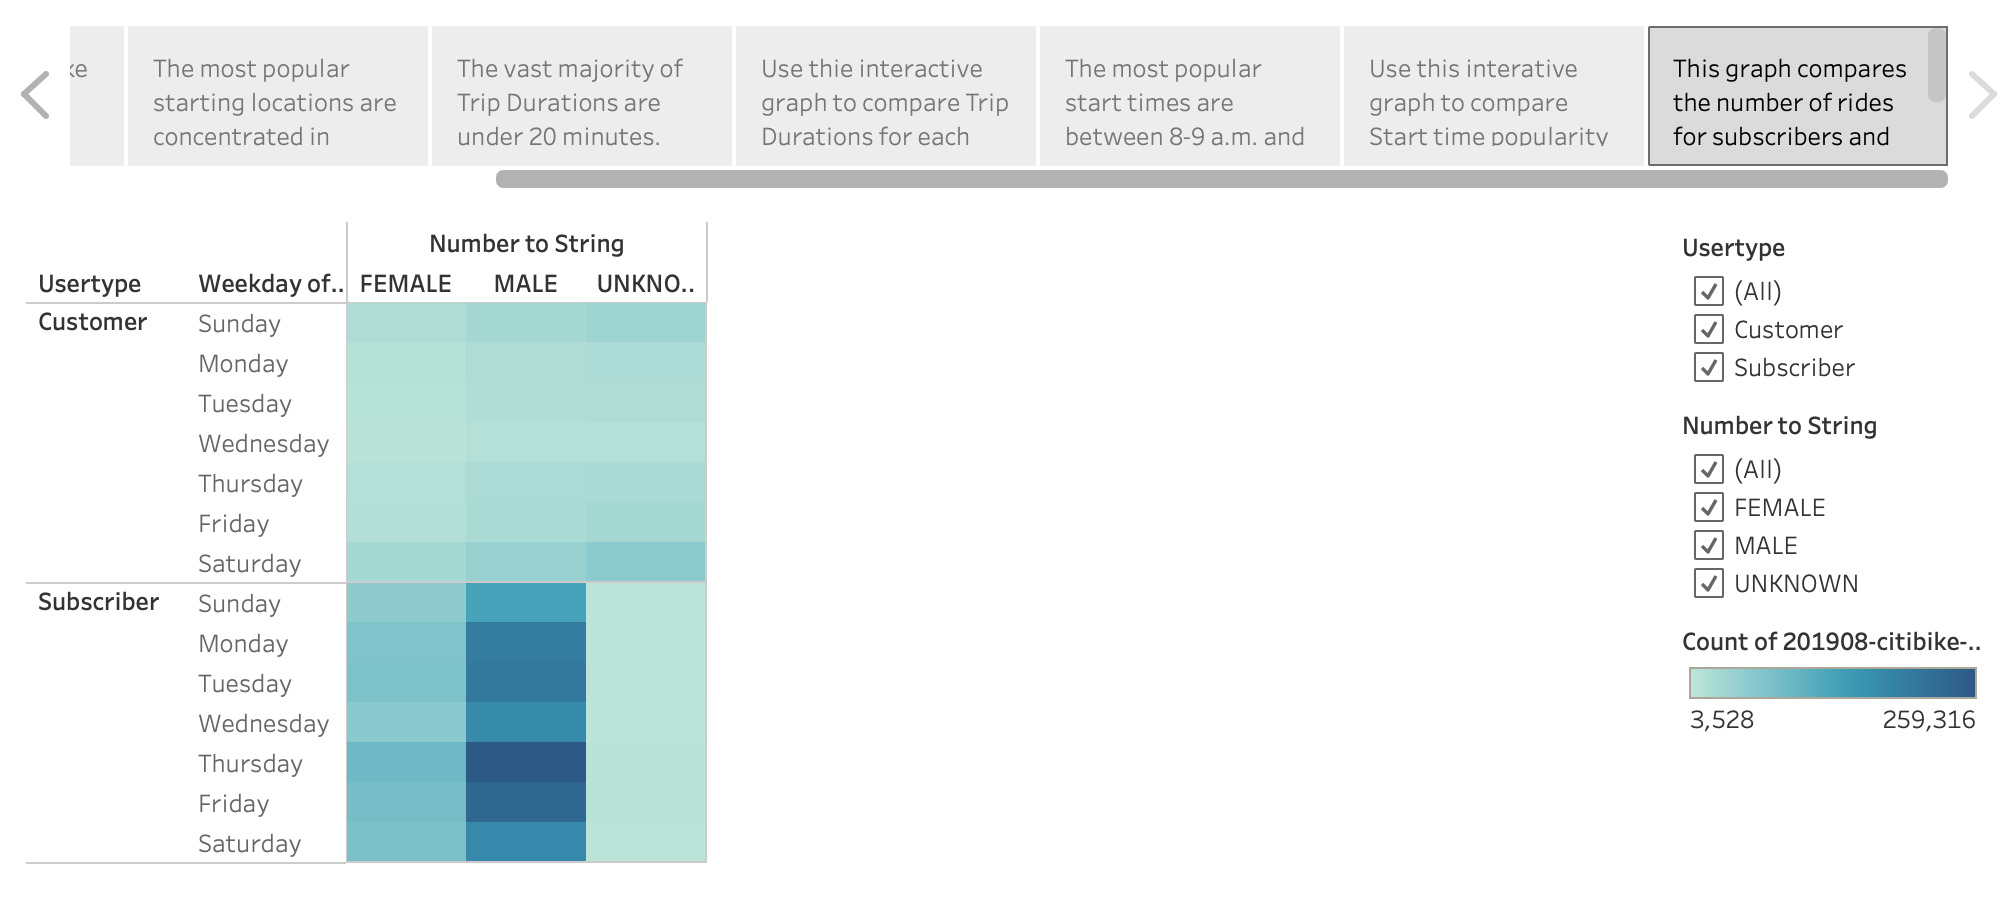 ke
The most popular
starting locations are
concentrated in
The vast majority of
Trip Durations are
under 20 minutes.
Use thie interactive
graph to compare Trip
Durations for each
The most popular
start times are
between 8-9 a.m. and
Use this interative
graph to compare
Start time popularity
This graph compares
the number of rides
for subscribers and
Number to String
Usertype Weekday of.. FEMALE MALE UNKNO..
Customer Sunday
Monday
Tuesday
Wednesday
Thursday
Friday
Saturday
Subscriber Sunday
Monday
Tuesday
Wednesday
Thursday
Friday
Saturday
Usertype
(All)
Customer
Subscriber
Number to String
(All)
FEMALE
MALE
UNKNOWN
Count of 201908-citibike-..
3,528 259,316